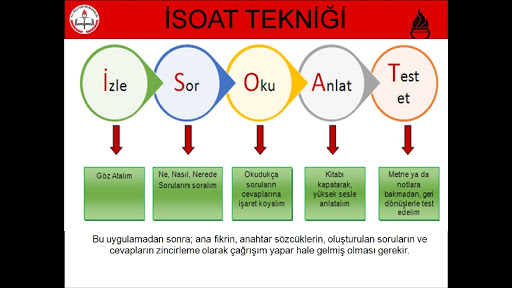 İSOAT TEKNİĞİ
İzle
Sor
Oku
Anlat
Test
et
Göz Atalım
Ne, Nasıl, Nerede
Sorularını soralım
Okudukça
soruların
cevaplarına
işaret koyalım
Kitabı
kapatarak,
yüksek sesle
anlatalım
Metne ya da
notlara
bakmadan, geri
dönüşlerle test
edelim
Bu uygulamadan sonra; ana fikrin, anahtar sözcüklerin, oluşturulan soruların ve
cevapların zincirleme olarak çağrışım yapar hale gelmiş olması gerekir.